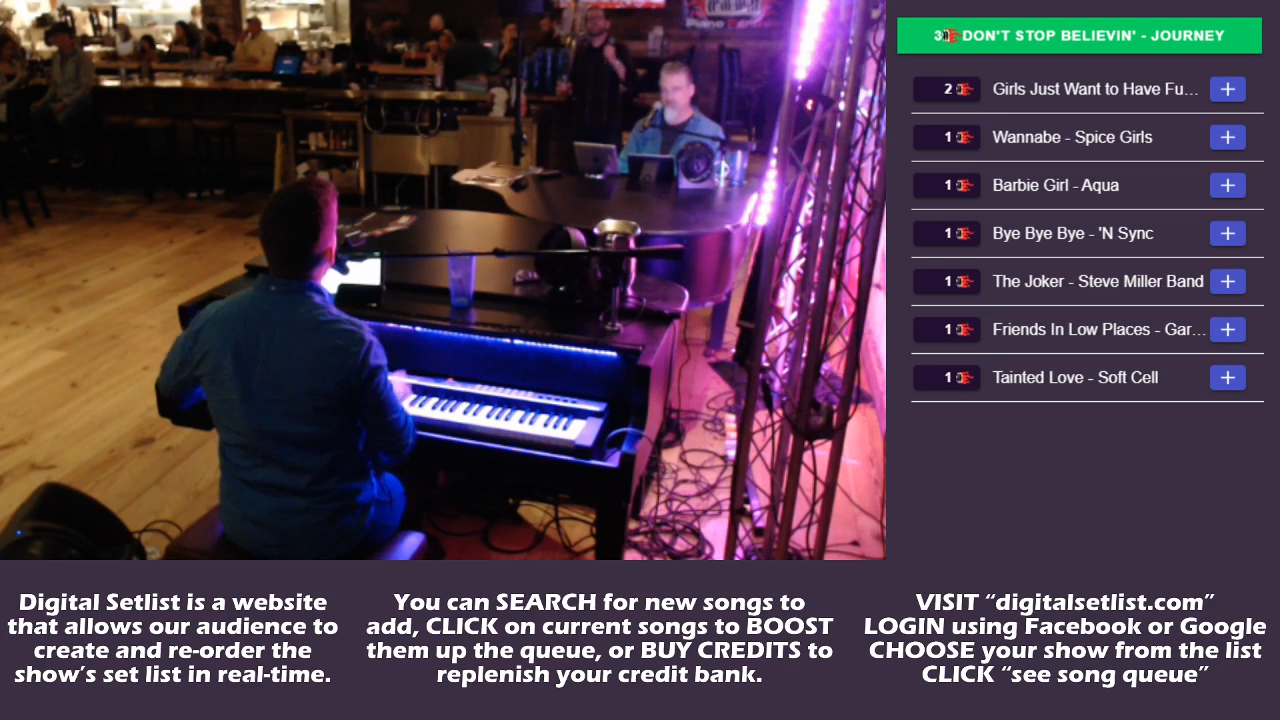 Piano
3 DON'T STOP BELIEVIN' - JOURNEY
2 Girls Just Want to Have Fu...
1 Wannabe - Spice Girls
1 Barbie Girl - Aqua
1 Bye Bye Bye - 'N Sync
1 The Joker - Steve Miller Band
1 Friends In Low Places - Gar...
1 Tainted Love - Soft Cell
Digital Setlist is a website
that allows our audience to
create and re-order the
show's set list in real-time.
You can SEARCH for new songs to
add, CLICK on current songs to BOOST
them up the queue, or BUY CREDITS to
replenish your credit bank.
VISIT “digitalsetlist.com”
LOGIN using Facebook or Google
CHOOSE your show from the list
CLICK “see song queue”